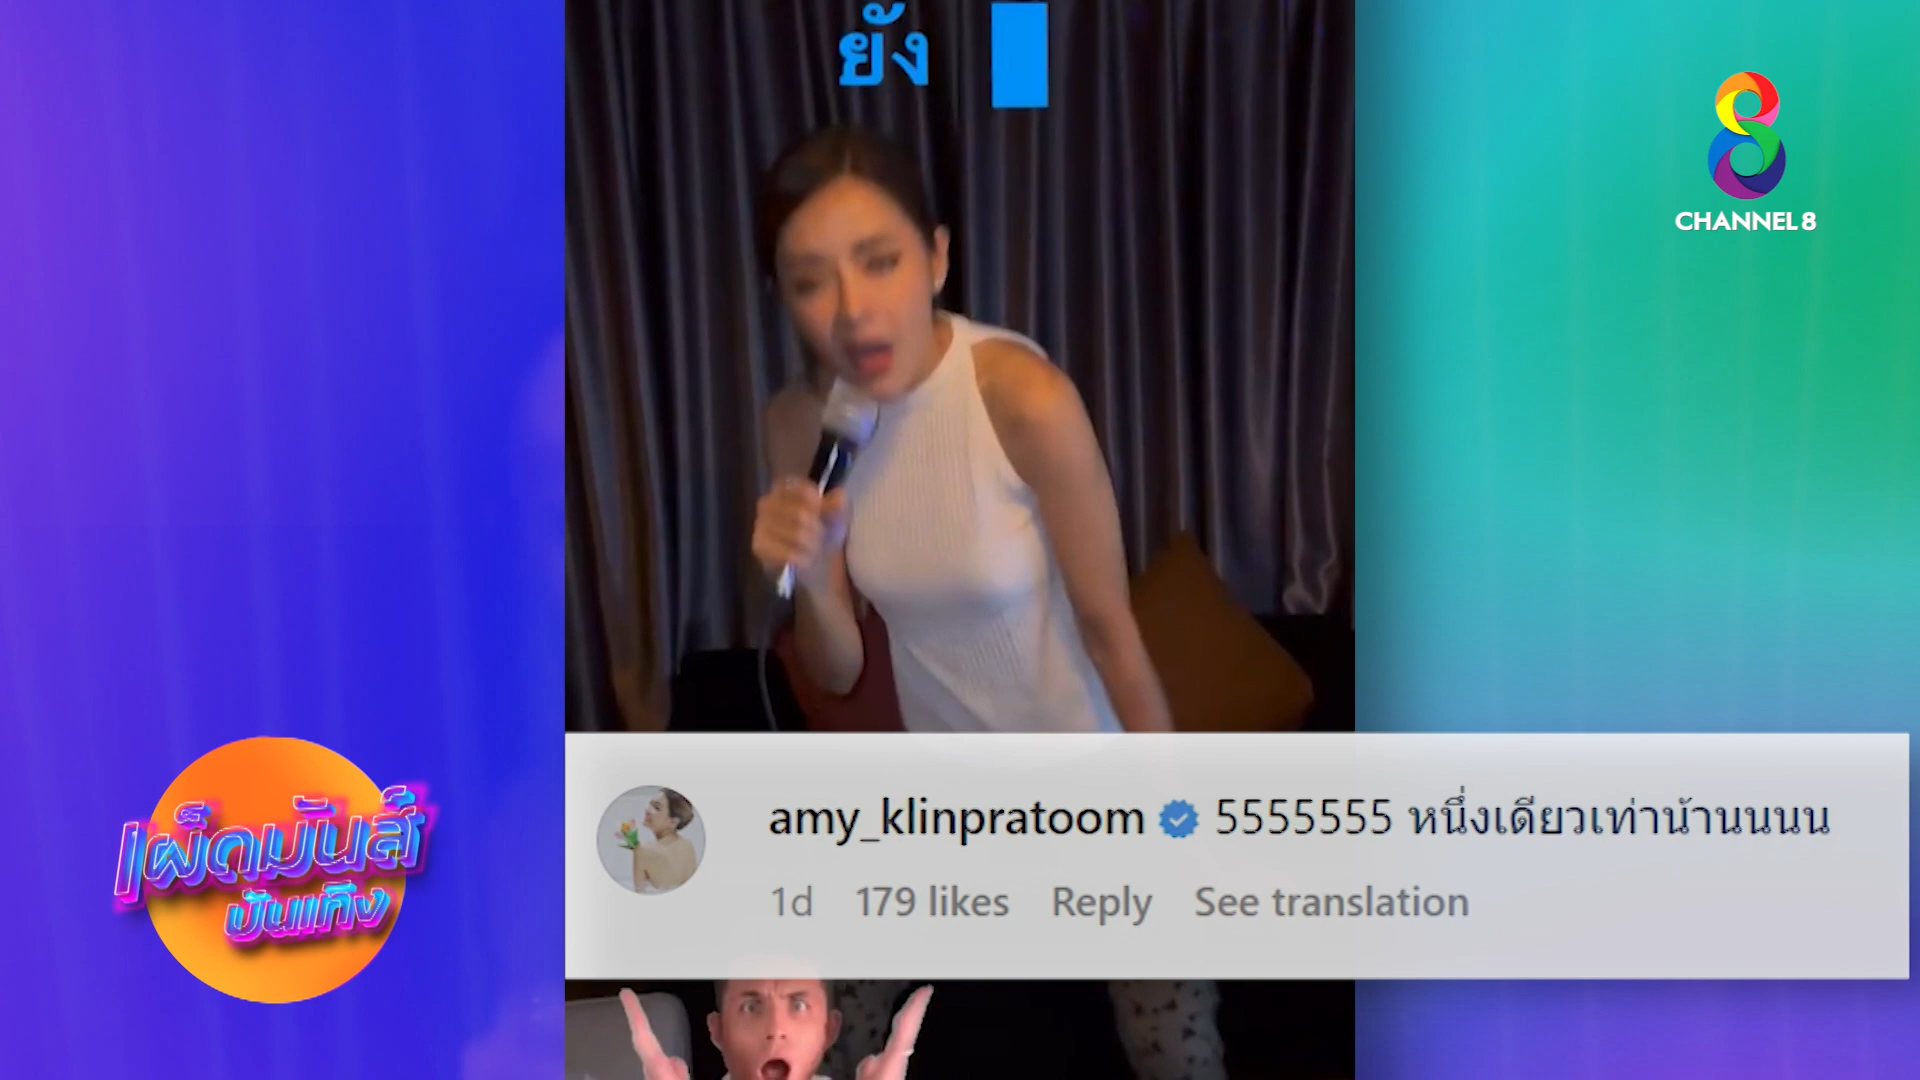 ยัง
CHANNEL 8
amy_klinpratoom 5555555 หนึ่งเดียวเท่าน้านนนน
1d 179 likes Reply See translation
เผ็ดมันส์
บันเทิง